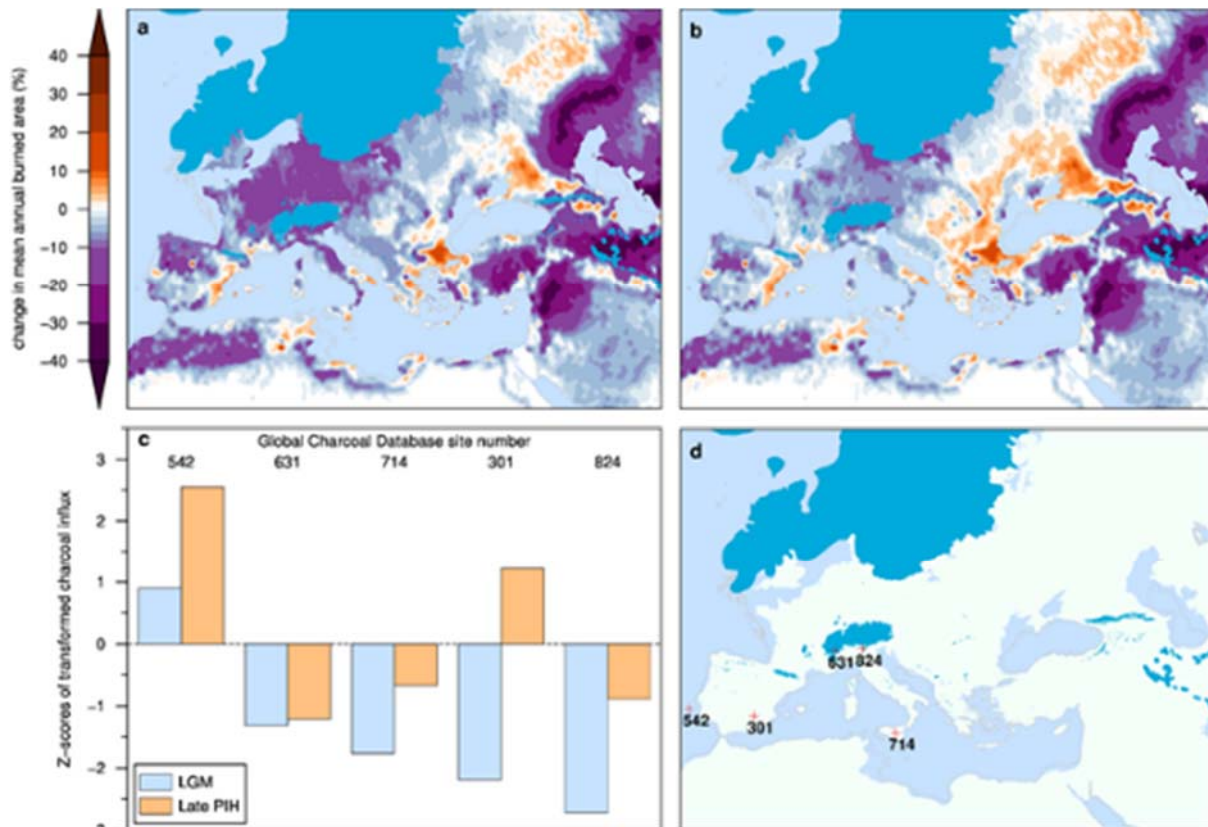 change in mean annual burned area (%)
40
30
20
10
0
−10
−20
−30
−40
a
b
c
Global Charcoal Database site number
542 631 714 301 824
Z−scores of transformed charcoal influx
3
2
1
0
−1
−2
LGM
Late PIH
d
631 824
542
301
714